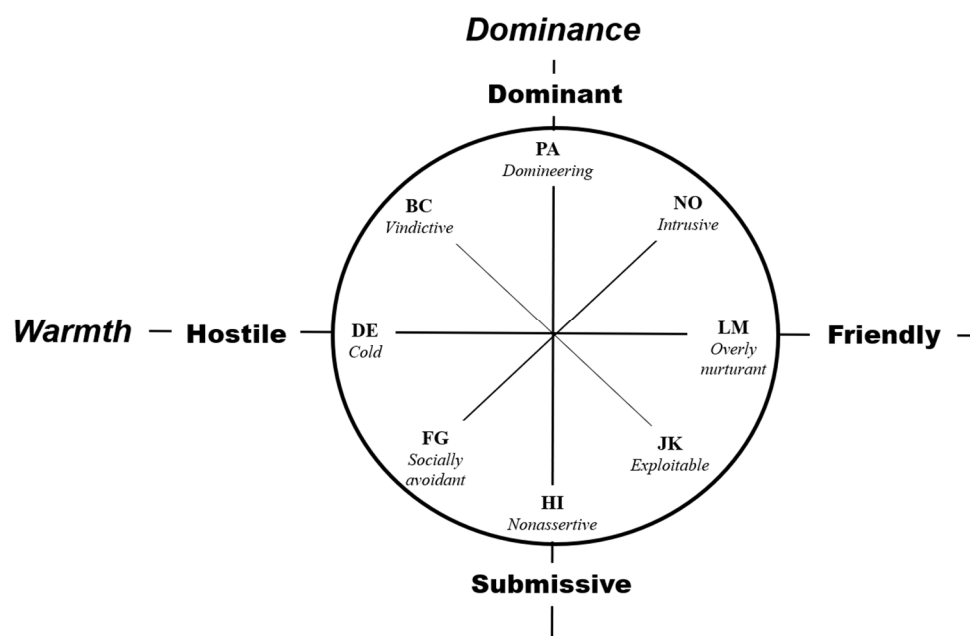 Dominance
Dominant
PA
Domineering
BC
Vindictive
NO
Intrusive
Warmth
Hostile
DE
Cold
LM
Overly
nurturant
Friendly
FG
Socially
avoidant
JK
Exploitable
HI
Nonassertive
Submissive